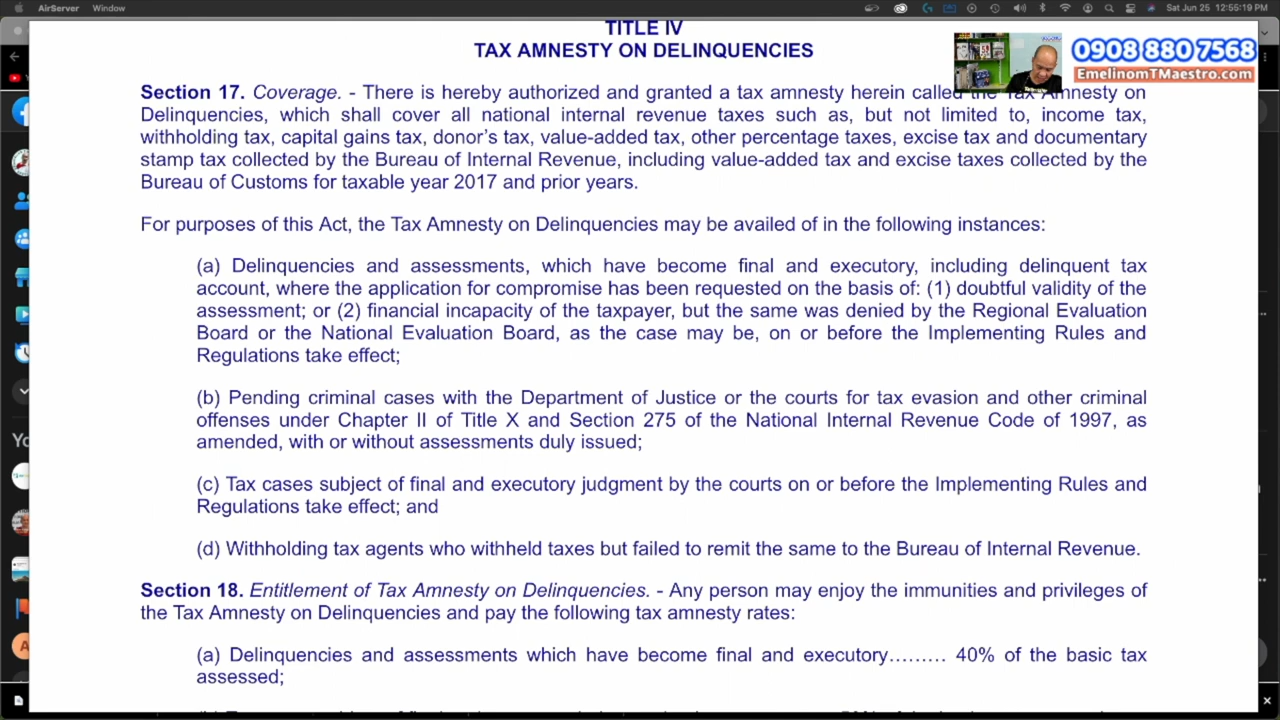 AirServer Window
Sat Jun 25 12:55:19 PM
TITLE IV
TAX AMNESTY ON DELINQUENCIES
0908 880 7568
EmelinomTMaestro.com
Section 17. Coverage. - There is hereby authorized and granted a tax amnesty herein called the Tax Amnesty on
Delinquencies, which shall cover all national internal revenue taxes such as, but not limited to, income tax,
withholding tax, capital gains tax, donor's tax, value-added tax, other percentage taxes, excise tax and documentary
stamp tax collected by the Bureau of Internal Revenue, including value-added tax and excise taxes collected by the
Bureau of Customs for taxable year 2017 and prior years.
For purposes of this Act, the Tax Amnesty on Delinquencies may be availed of in the following instances:
(a) Delinquencies and assessments, which have become final and executory, including delinquent tax
account, where the application for compromise has been requested on the basis of: (1) doubtful validity of the
assessment; or (2) financial incapacity of the taxpayer, but the same was denied by the Regional Evaluation
Board or the National Evaluation Board, as the case may be, on or before the Implementing Rules and
Regulations take effect;
(b) Pending criminal cases with the Department of Justice or the courts for tax evasion and other criminal
offenses under Chapter II of Title X and Section 275 of the National Internal Revenue Code of 1997, as
amended, with or without assessments duly issued;
(c) Tax cases subject of final and executory judgment by the courts on or before the Implementing Rules and
Regulations take effect; and
(d) Withholding tax agents who withheld taxes but failed to remit the same to the Bureau of Internal Revenue.
Section 18. Entitlement of Tax Amnesty on Delinquencies. - Any person may enjoy the immunities and privileges of
the Tax Amnesty on Delinquencies and pay the following tax amnesty rates:
(a) Delinquencies and assessments which have become final and executory......... 40% of the basic tax
assessed;